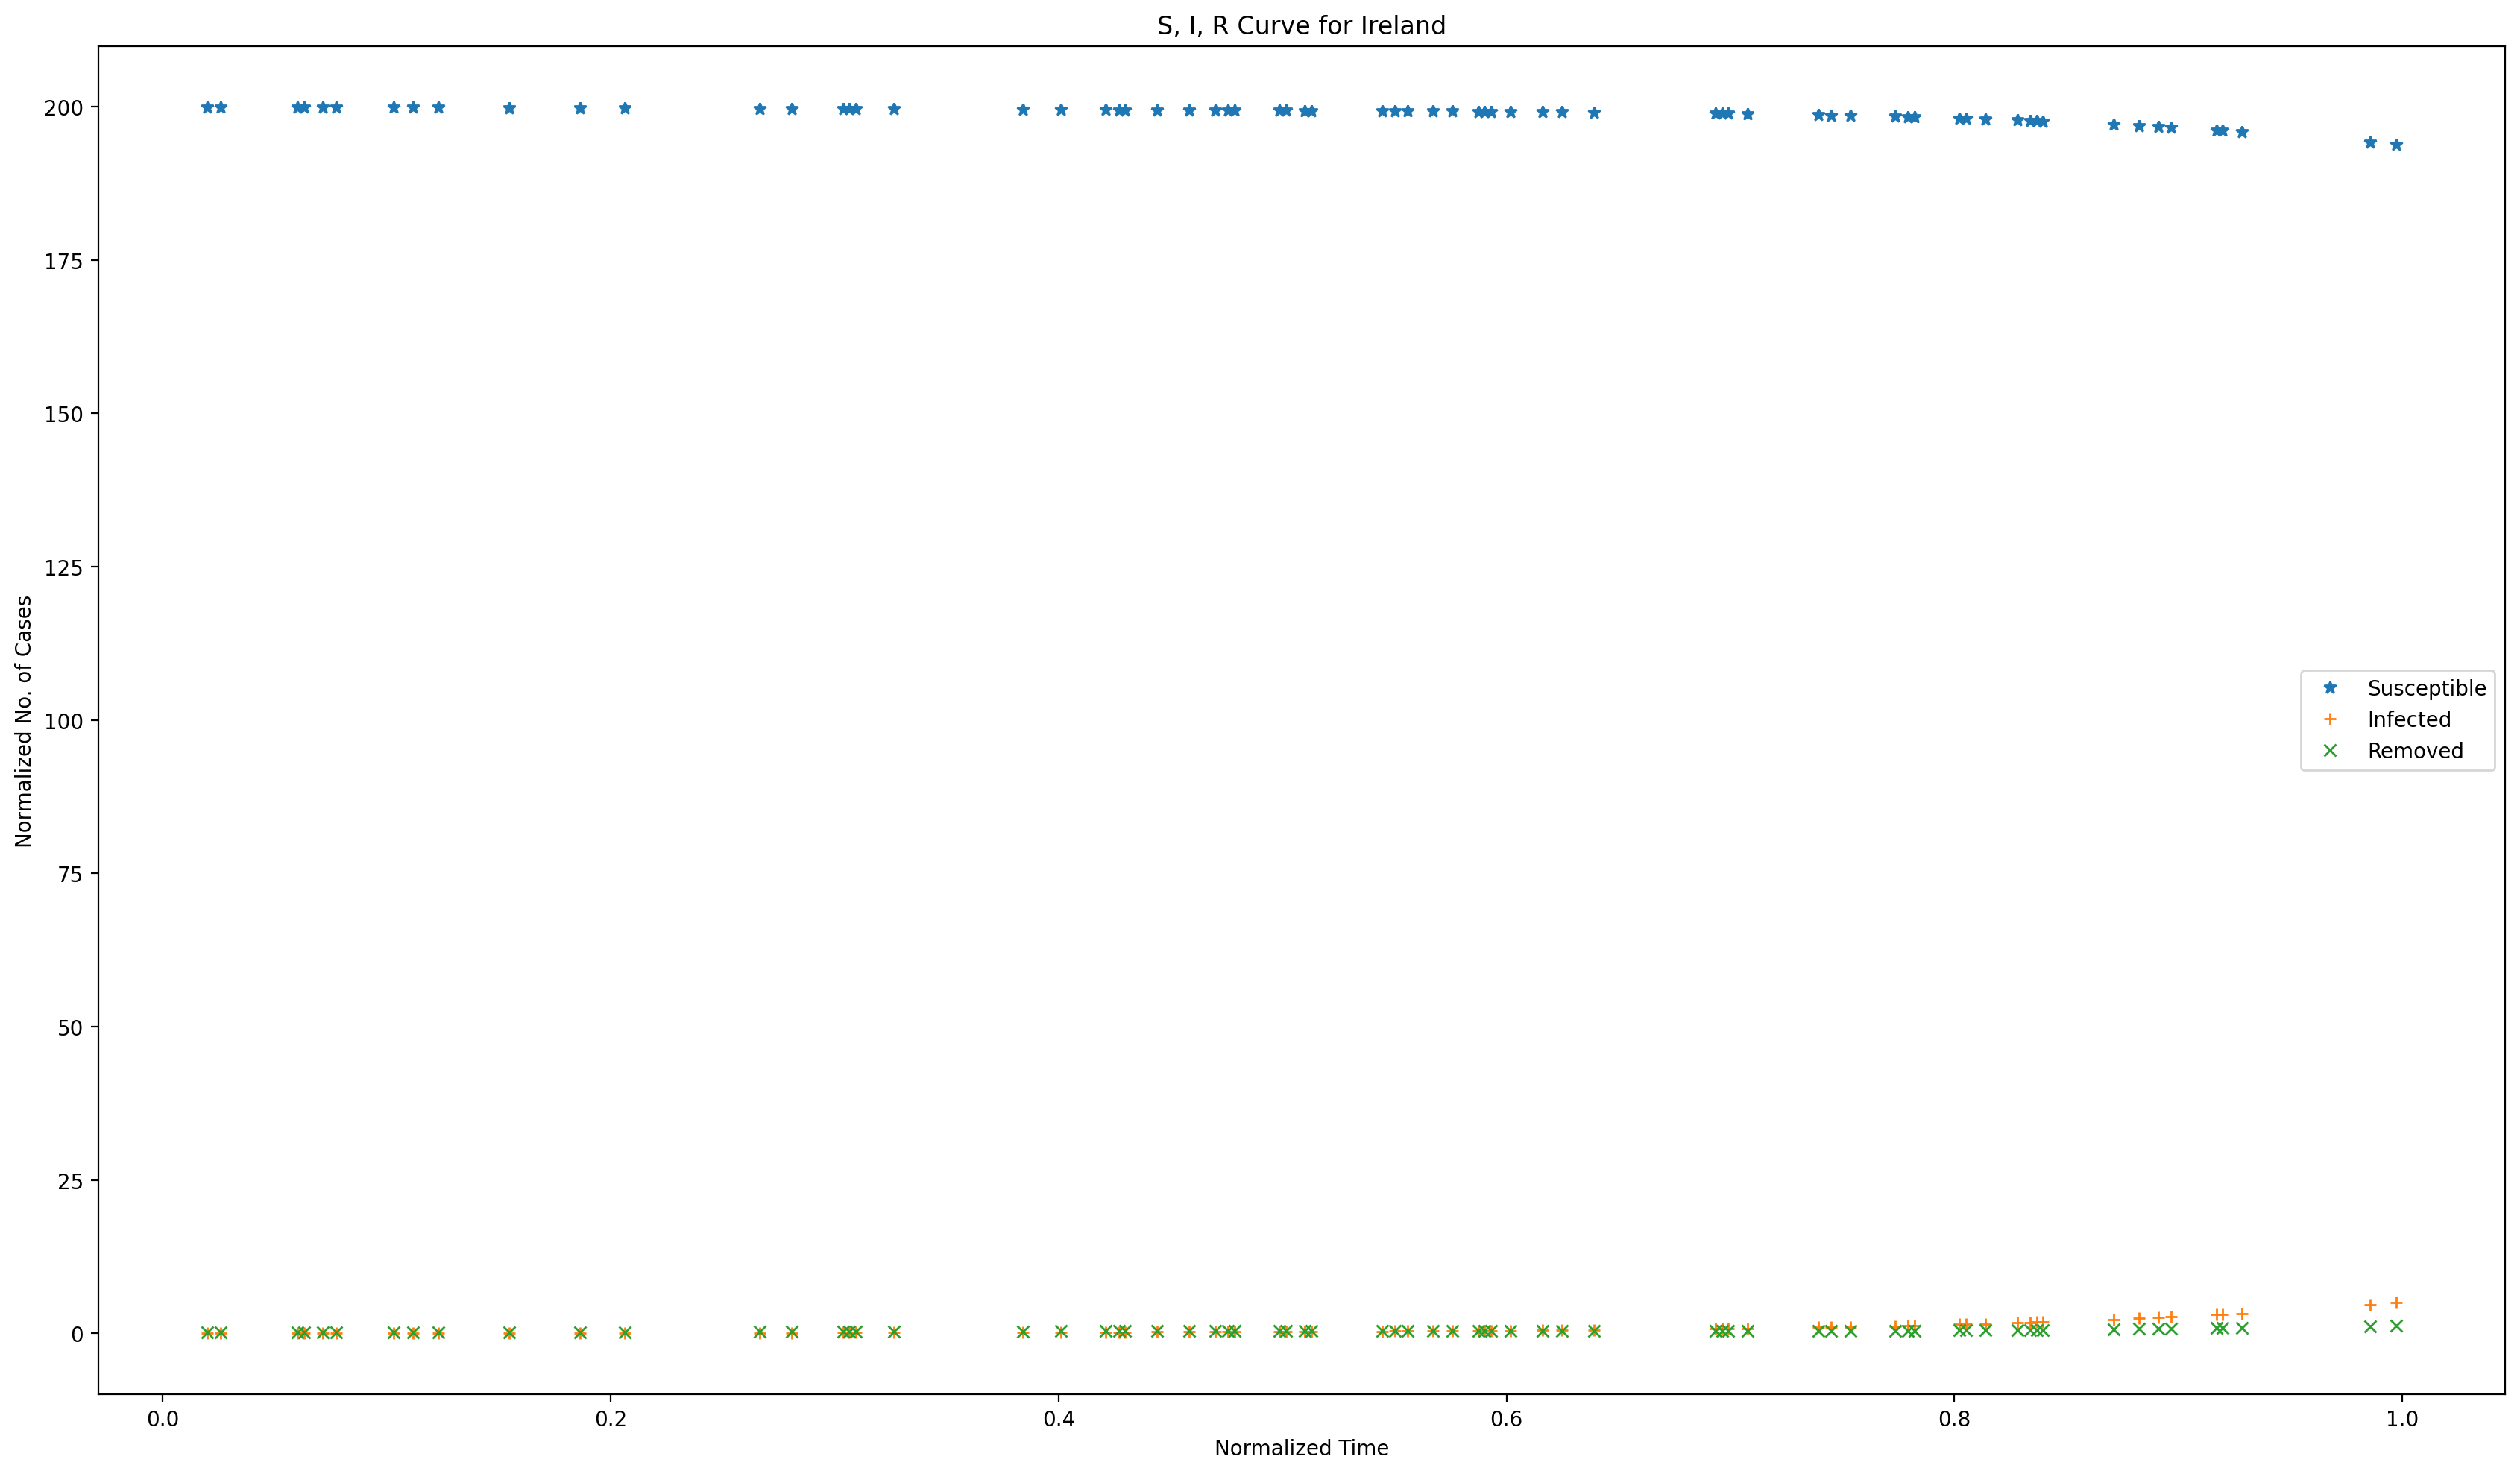 S, I, R Curve for Ireland
Normalized No. of Cases
200
175
150
125
100
75
50
25
0
Susceptible
Infected
Removed
0.0 0.2 0.4 0.6 0.8 1.0
Normalized Time